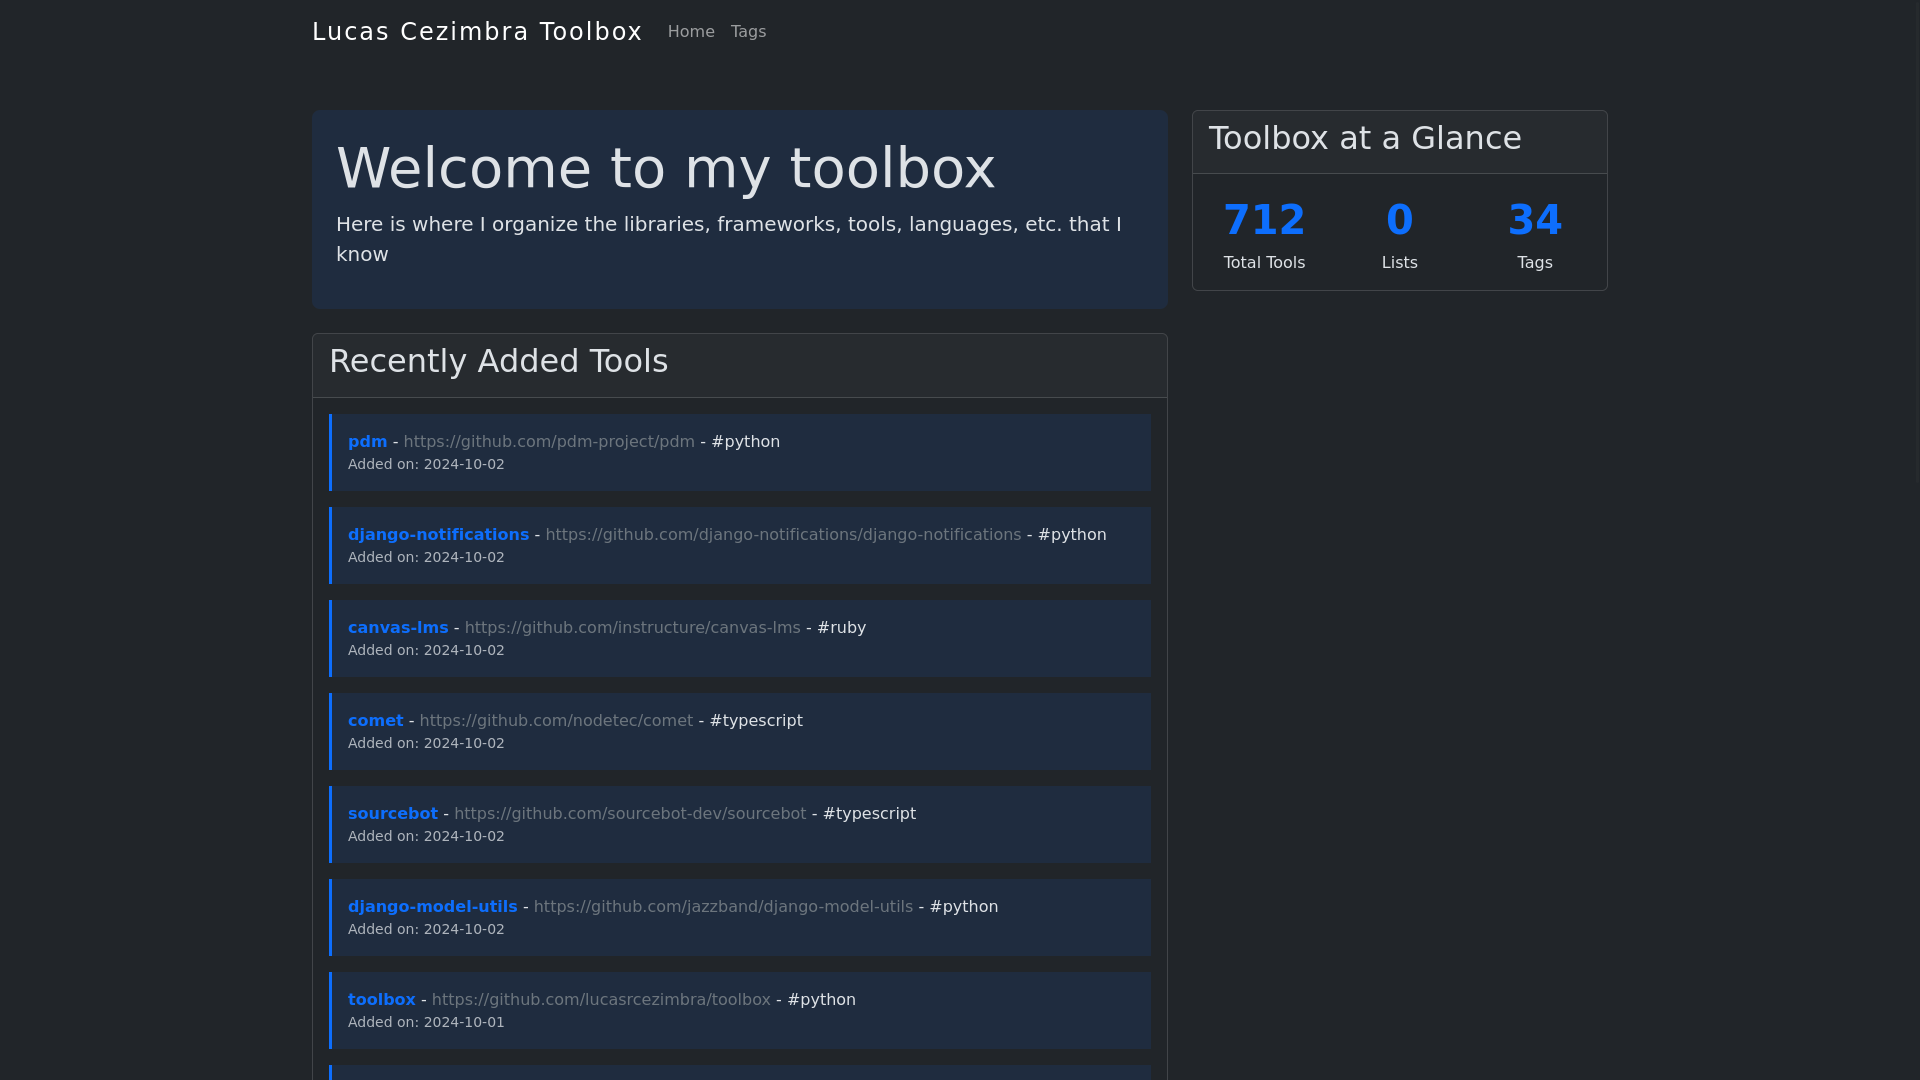 Lucas Cezimbra Toolbox Home Tags
Welcome to my toolbox
Here is where I organize the libraries, frameworks, tools, languages, etc. that I
know
Toolbox at a Glance
712 0 34
Total Tools Lists Tags
Recently Added Tools
pdm - https://github.com/pdm-project/pdm - #python
Added on: 2024-10-02
django-notifications - https://github.com/django-notifications/django-notifications - #python
Added on: 2024-10-02
canvas-lms - https://github.com/instructure/canvas-lms - #ruby
Added on: 2024-10-02
comet - https://github.com/nodetec/comet - #typescript
Added on: 2024-10-02
sourcebot - https://github.com/sourcebot-dev/sourcebot - #typescript
Added on: 2024-10-02
django-model-utils - https://github.com/jazzband/django-model-utils - #python
Added on: 2024-10-02
toolbox - https://github.com/lucasrcezimbra/toolbox - #python
Added on: 2024-10-01